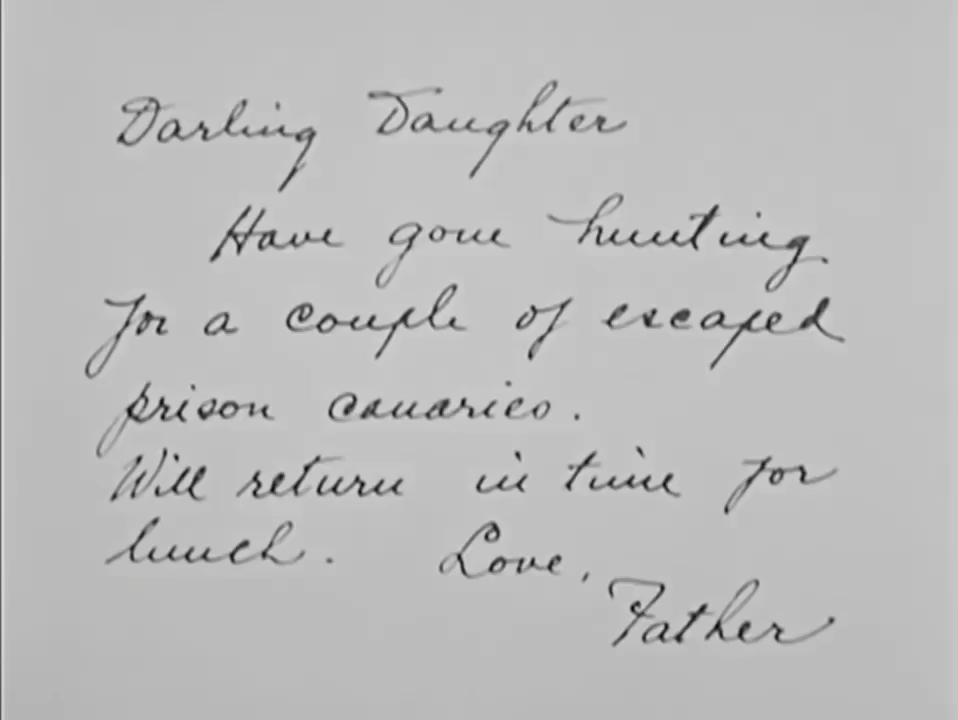 Darling Daughter
Have gone hunting
for a couple of escaped
prison canaries.
Will return in time for
lunch. Love,
Father